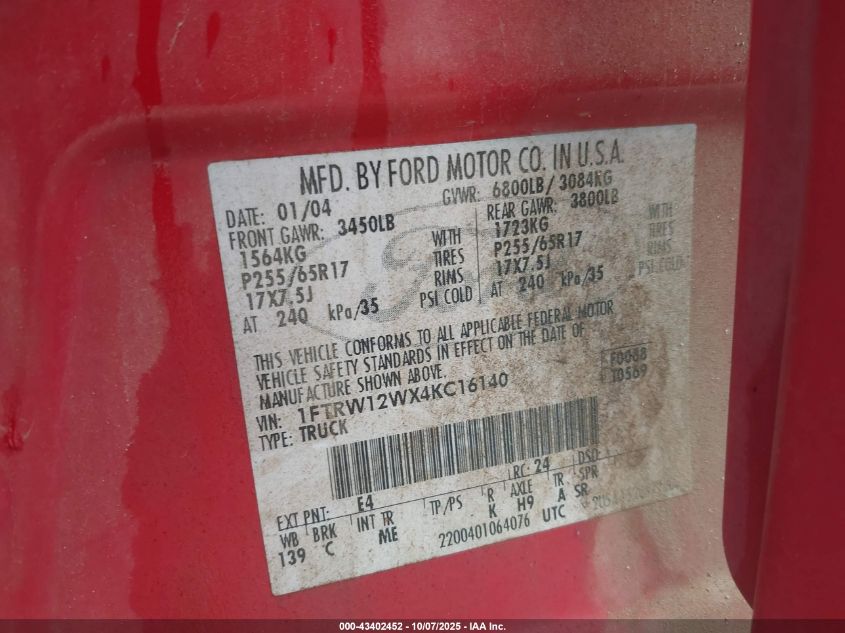 MFD. BY FORD MOTOR CO. IN U.S.A.
DATE: 01/04 GVWR: 6800LB/ 3084KG
FRONT GAWR: 3450LB REAR GAWR: 3800LB
1564KG WITH 1723KG WITH
P255/65R17 TIRES P255/65R17 TIRES
17X7.5J RIMS 17X7.5J RIMS
AT 240 kPa/35 PSI COLD AT 240 kPa/35 PSI COLD
THIS VEHICLE CONFORMS TO ALL APPLICABLE FEDERAL MOTOR
VEHICLE SAFETY STANDARDS IN EFFECT ON THE DATE OF
MANUFACTURE SHOWN ABOVE.
VIN: 1FTRW12WX4KC16140
TYPE: TRUCK
T0569
EXT PNT: E4 RC: 24 DSO:
WB BRK INT TR TP/PS R AXLE TR SPR
139 C ME K H9 A SR
2200401064076 UTC
000-43402452 - 10/07/2025 - IAA Inc.